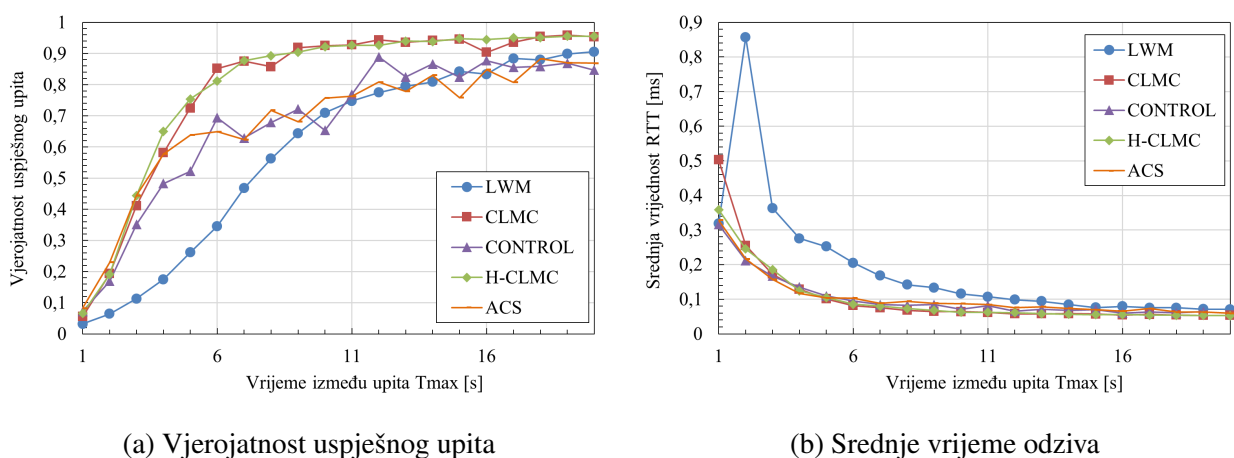 1
0,9
0,8
0,7
0,6
0,5
0,4
0,3
0,2
0,1
0
1
6
11
16
Vjerojatnost uspješnog upita
Vrijeme između upita Tmax [s]
LWM
CLMC
CONTROL
H-CLMC
ACS
(a) Vjerojatnost uspješnog upita
0,9
0,8
0,7
0,6
0,5
0,4
0,3
0,2
0,1
0
1
6
11
16
Srednja vrijednost RTT [ms]
Vrijeme između upita Tmax [s]
LWM
CLMC
CONTROL
H-CLMC
ACS
(b) Srednje vrijeme odziva